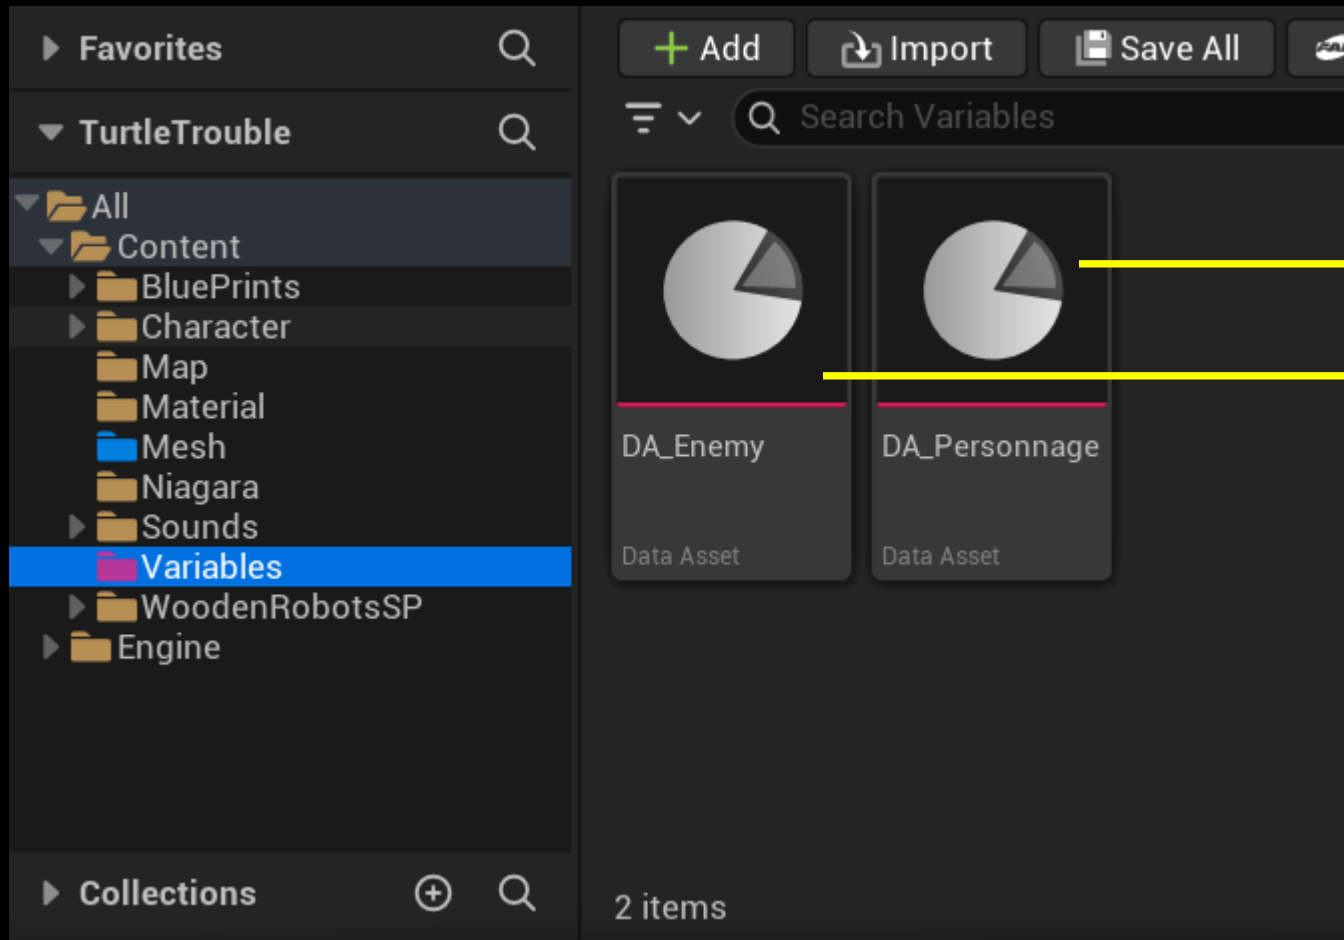 Favorites
TurtleTrouble
All
Content
BluePrints
Character
Map
Material
Mesh
Niagara
Sounds
Variables
WoodenRobotsSP
Engine
Collections
Add Import Save All
Search Variables
DA_Enemy DA_Personnage
Data Asset Data Asset
2 items